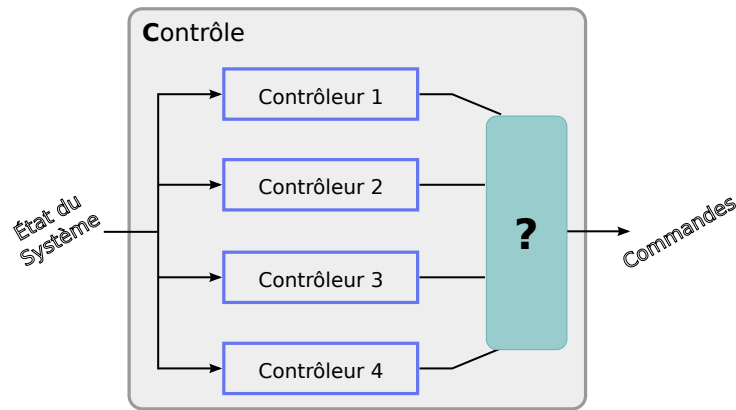 Contrôle
Contrôleur 1
Contrôleur 2
État du
Système
?
Commandes
Contrôleur 3
Contrôleur 4